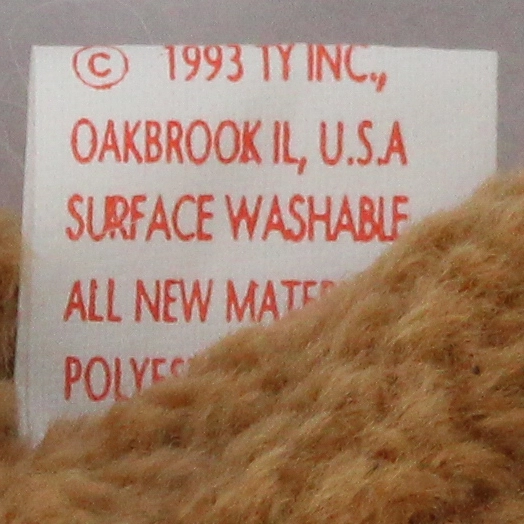 © 1993 TY INC.,
OAKBROOK IL, U.S.A
SURFACE WASHABLE
ALL NEW